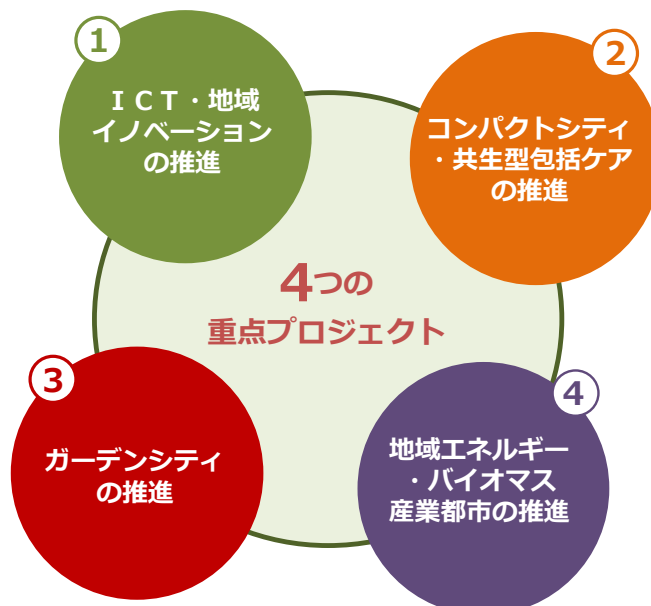 1
ＩＣＴ・地域
イノベーション
の推進
2
コンパクトシティ
・共生型包括ケア
の推進
4つの
重点プロジェクト
3
ガーデンシティ
の推進
4
地域エネルギー
・バイオマス
産業都市の推進